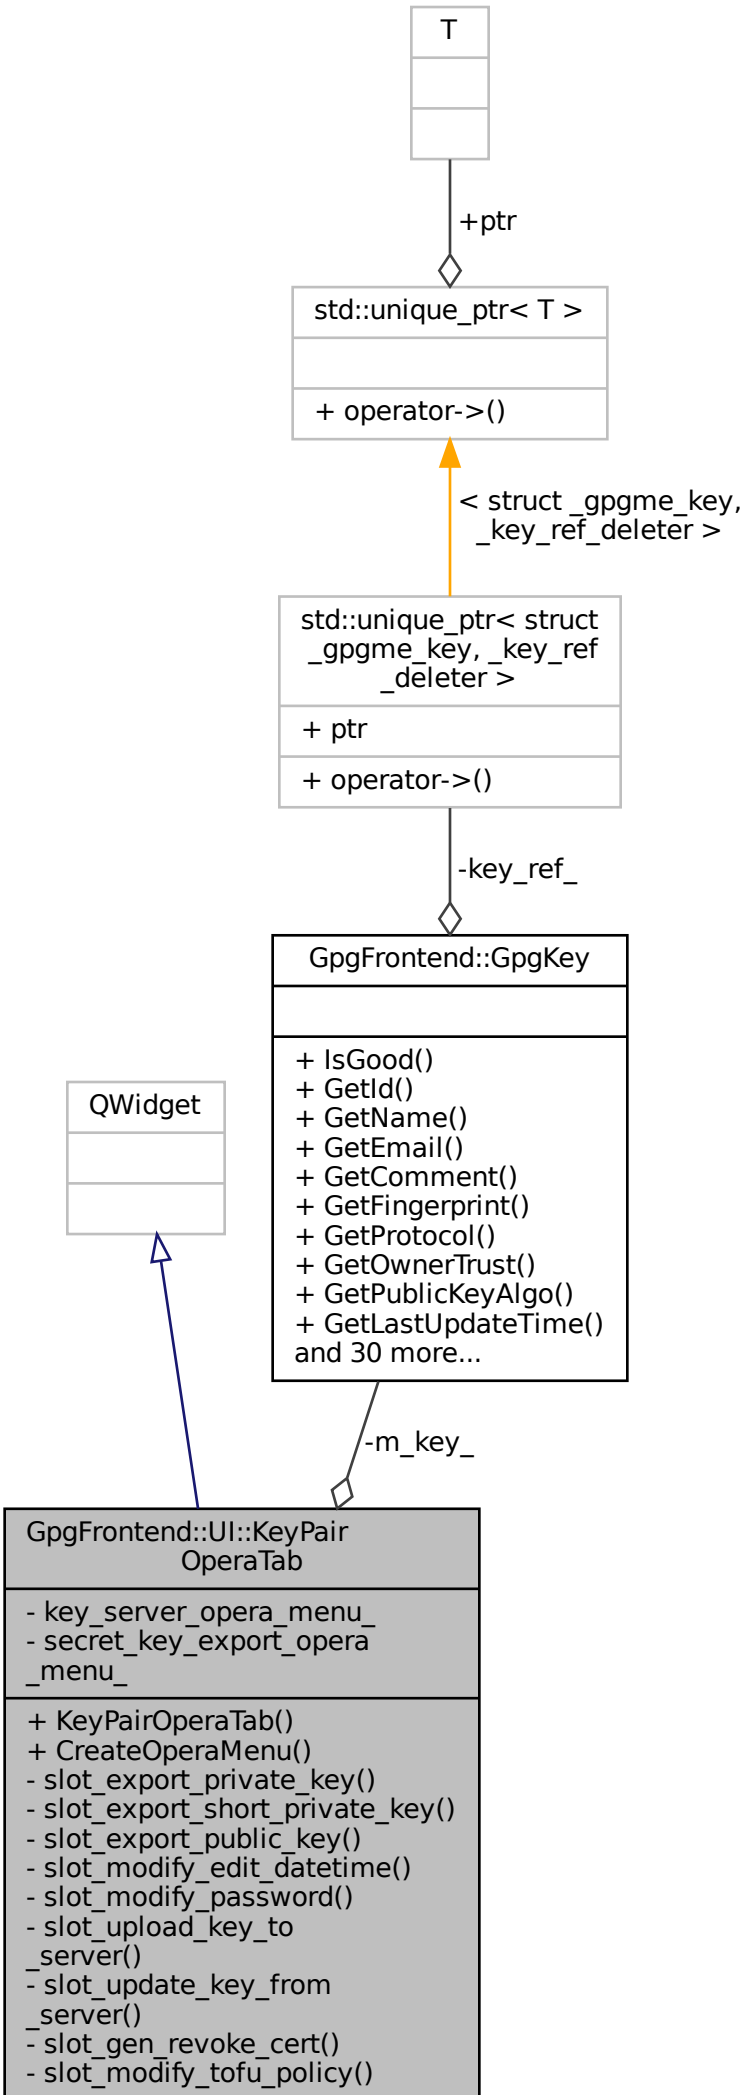 T
+ptr
std::unique_ptr< T >
+ operator->()
< struct _gpgme_key,
_key_ref_deleter >
std::unique_ptr< struct
_gpgme_key, _key_ref
_deleter >
+ ptr
+ operator->()
-key_ref_
GpgFrontend::GpgKey
+ IsGood()
+ GetId()
+ GetName()
+ GetEmail()
+ GetComment()
+ GetFingerprint()
+ GetProtocol()
+ GetOwnerTrust()
+ GetPublicKeyAlgo()
+ GetLastUpdateTime()
and 30 more...
QWidget
-m_key_
GpgFrontend::UI::KeyPair
OperaTab
- key_server_opera_menu_
- secret_key_export_opera
_menu_
+ KeyPairOperaTab()
+ CreateOperaMenu()
- slot_export_private_key()
- slot_export_short_private_key()
- slot_export_public_key()
- slot_modify_edit_datetime()
- slot_modify_password()
- slot_upload_key_to
_server()
- slot_update_key_from
_server()
- slot_gen_revoke_cert()
- slot_modify_tofu_policy()